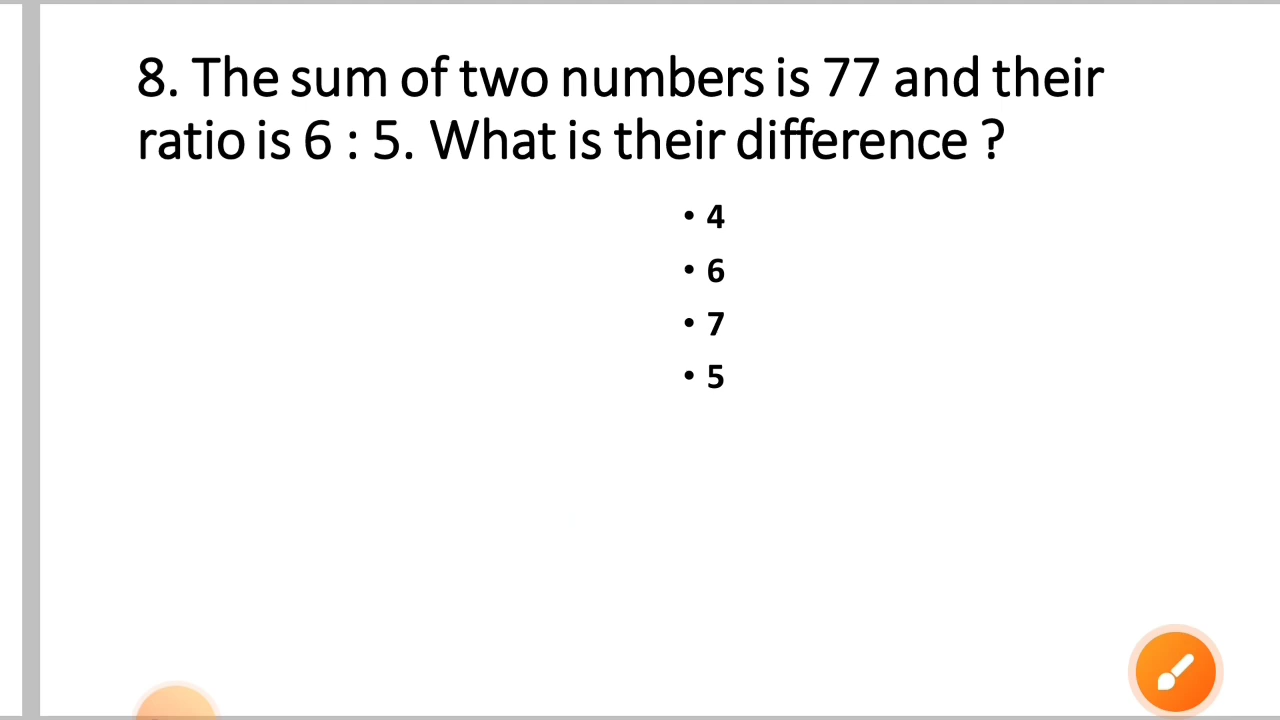 8. The sum of two numbers is 77 and their
ratio is 6 : 5. What is their difference ?
• 4
• 6
• 7
• 5